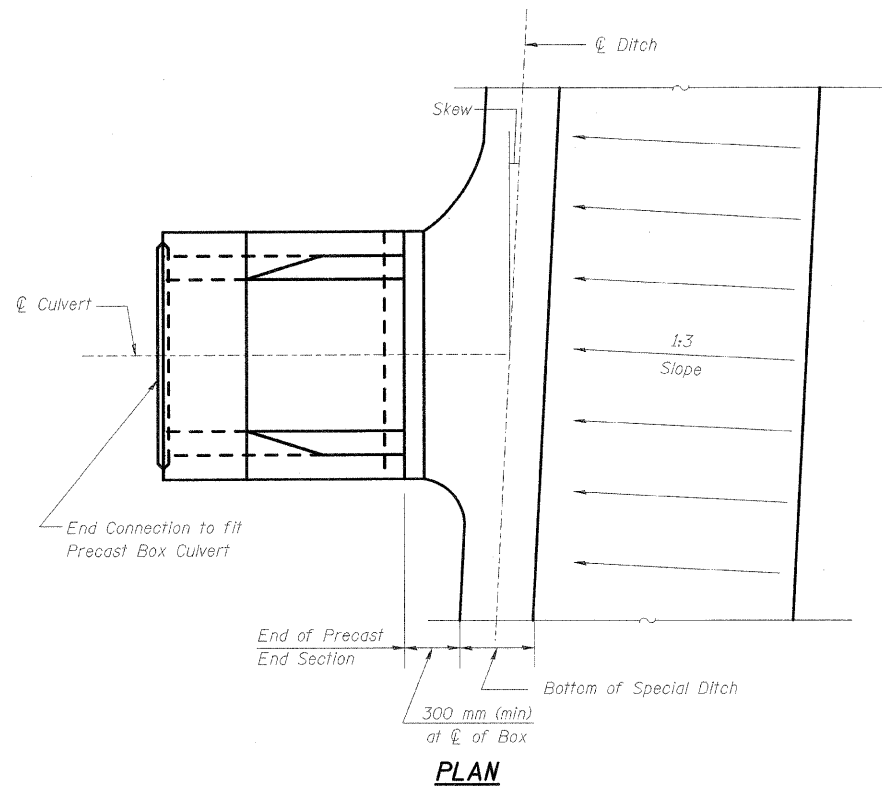 ℄ Ditch
Skew
℄ Culvert
1:3
Slope
End Connection to fit
Precast Box Culvert
End of Precast
End Section
Bottom of Special Ditch
300 mm (min)
at ℄ of Box
PLAN